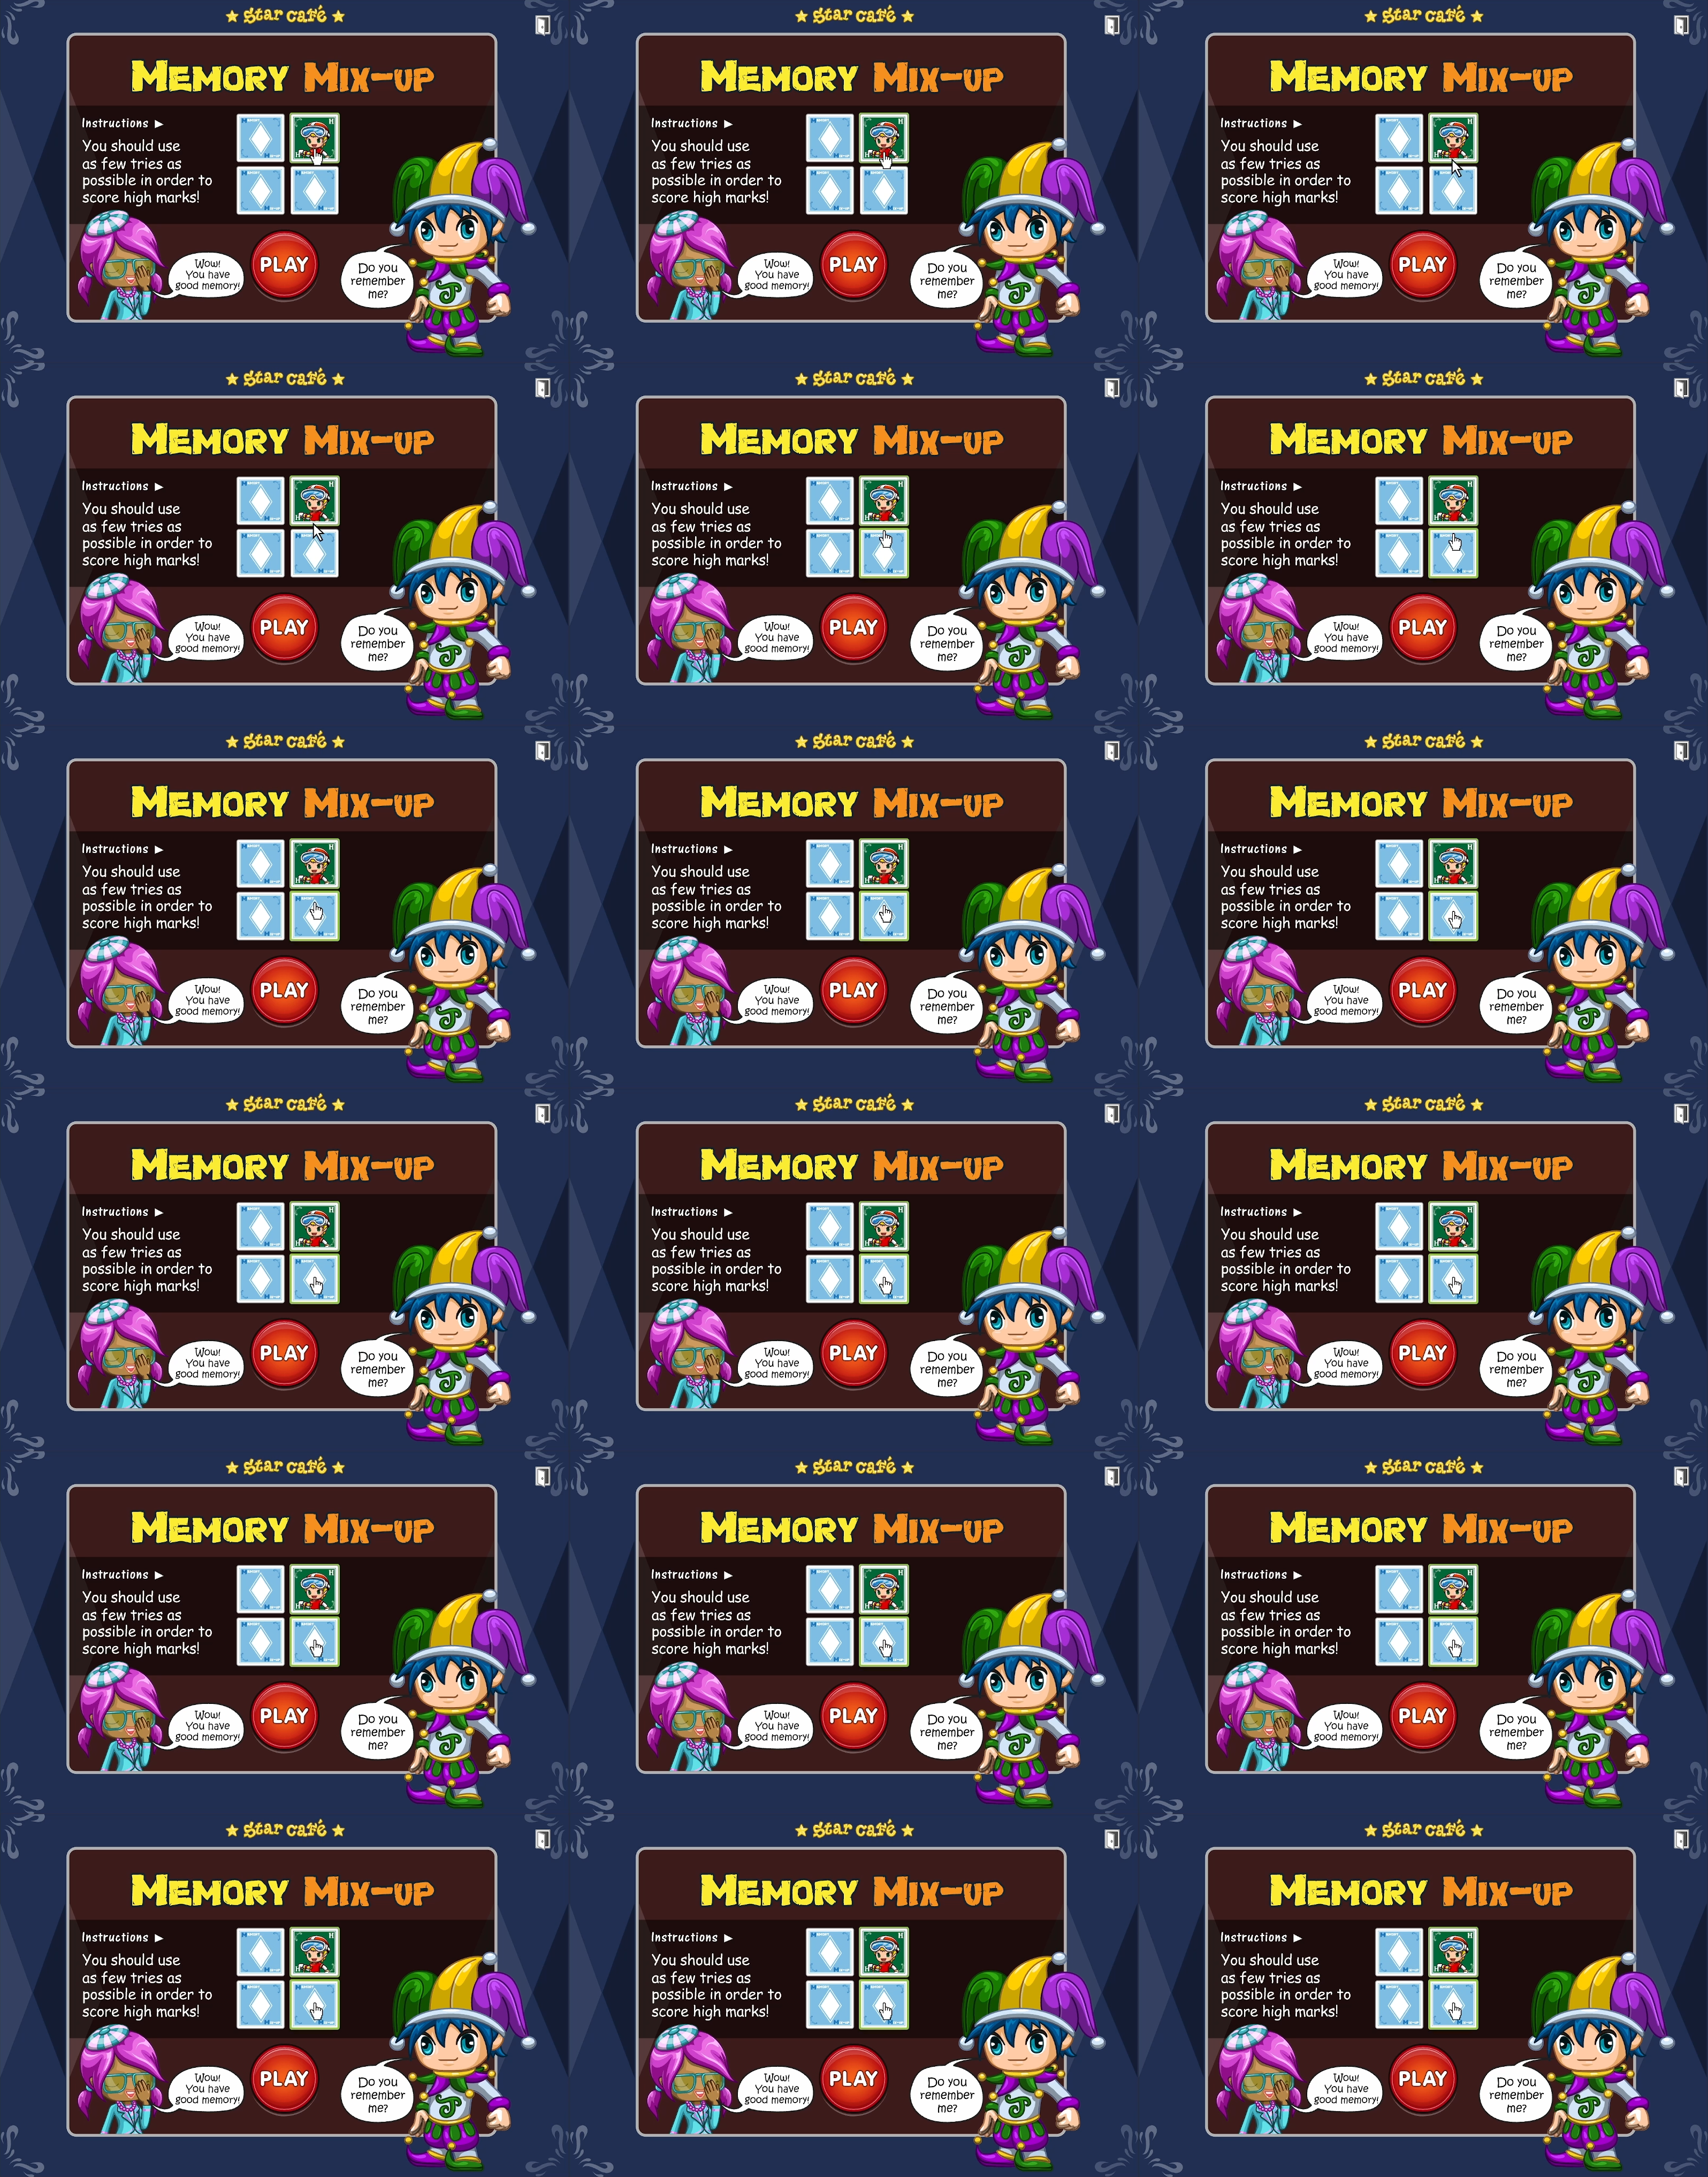 star café
Memory Mix-up
Instructions
You should use
as few tries as
possible in order to
score high marks!
H
Wow!
You have
good memory!
PLAY
Do you
remember
me?
star café
Memory Mix-up
Instructions
You should use
as few tries as
possible in order to
score high marks!
H
Wow!
You have
good memory!
PLAY
Do you
remember
me?
star café
Memory Mix-up
Instructions
You should use
as few tries as
possible in order to
score high marks!
H
Wow!
You have
good memory!
PLAY
Do you
remember
me?
star café
Memory Mix-up
Instructions
You should use
as few tries as
possible in order to
score high marks!
H
Wow!
You have
good memory!
PLAY
Do you
remember
me?
star café
Memory Mix-up
Instructions
You should use
as few tries as
possible in order to
score high marks!
H
Wow!
You have
good memory!
PLAY
Do you
remember
me?
star café
Memory Mix-up
Instructions
You should use
as few tries as
possible in order to
score high marks!
H
Wow!
You have
good memory!
PLAY
Do you
remember
me?
star café
Memory Mix-up
Instructions
You should use
as few tries as
possible in order to
score high marks!
H
Wow!
You have
good memory!
PLAY
Do you
remember
me?
star café
Memory Mix-up
Instructions
You should use
as few tries as
possible in order to
score high marks!
H
Wow!
You have
good memory!
PLAY
Do you
remember
me?
star café
Memory Mix-up
Instructions
You should use
as few tries as
possible in order to
score high marks!
H
Wow!
You have
good memory!
PLAY
Do you
remember
me?
star café
Memory Mix-up
Instructions
You should use
as few tries as
possible in order to
score high marks!
H
Wow!
You have
good memory!
PLAY
Do you
remember
me?
star café
Memory Mix-up
Instructions
You should use
as few tries as
possible in order to
score high marks!
H
Wow!
You have
good memory!
PLAY
Do you
remember
me?
star café
Memory Mix-up
Instructions
You should use
as few tries as
possible in order to
score high marks!
H
Wow!
You have
good memory!
PLAY
Do you
remember
me?
star café
Memory Mix-up
Instructions
You should use
as few tries as
possible in order to
score high marks!
H
Wow!
You have
good memory!
PLAY
Do you
remember
me?
star café
Memory Mix-up
Instructions
You should use
as few tries as
possible in order to
score high marks!
H
Wow!
You have
good memory!
PLAY
Do you
remember
me?
star café
Memory Mix-up
Instructions
You should use
as few tries as
possible in order to
score high marks!
H
Wow!
You have
good memory!
PLAY
Do you
remember
me?
star café
Memory Mix-up
Instructions
You should use
as few tries as
possible in order to
score high marks!
H
Wow!
You have
good memory!
PLAY
Do you
remember
me?
star café
Memory Mix-up
Instructions
You should use
as few tries as
possible in order to
score high marks!
H
Wow!
You have
good memory!
PLAY
Do you
remember
me?
star café
Memory Mix-up
Instructions
You should use
as few tries as
possible in order to
score high marks!
H
Wow!
You have
good memory!
PLAY
Do you
remember
me?